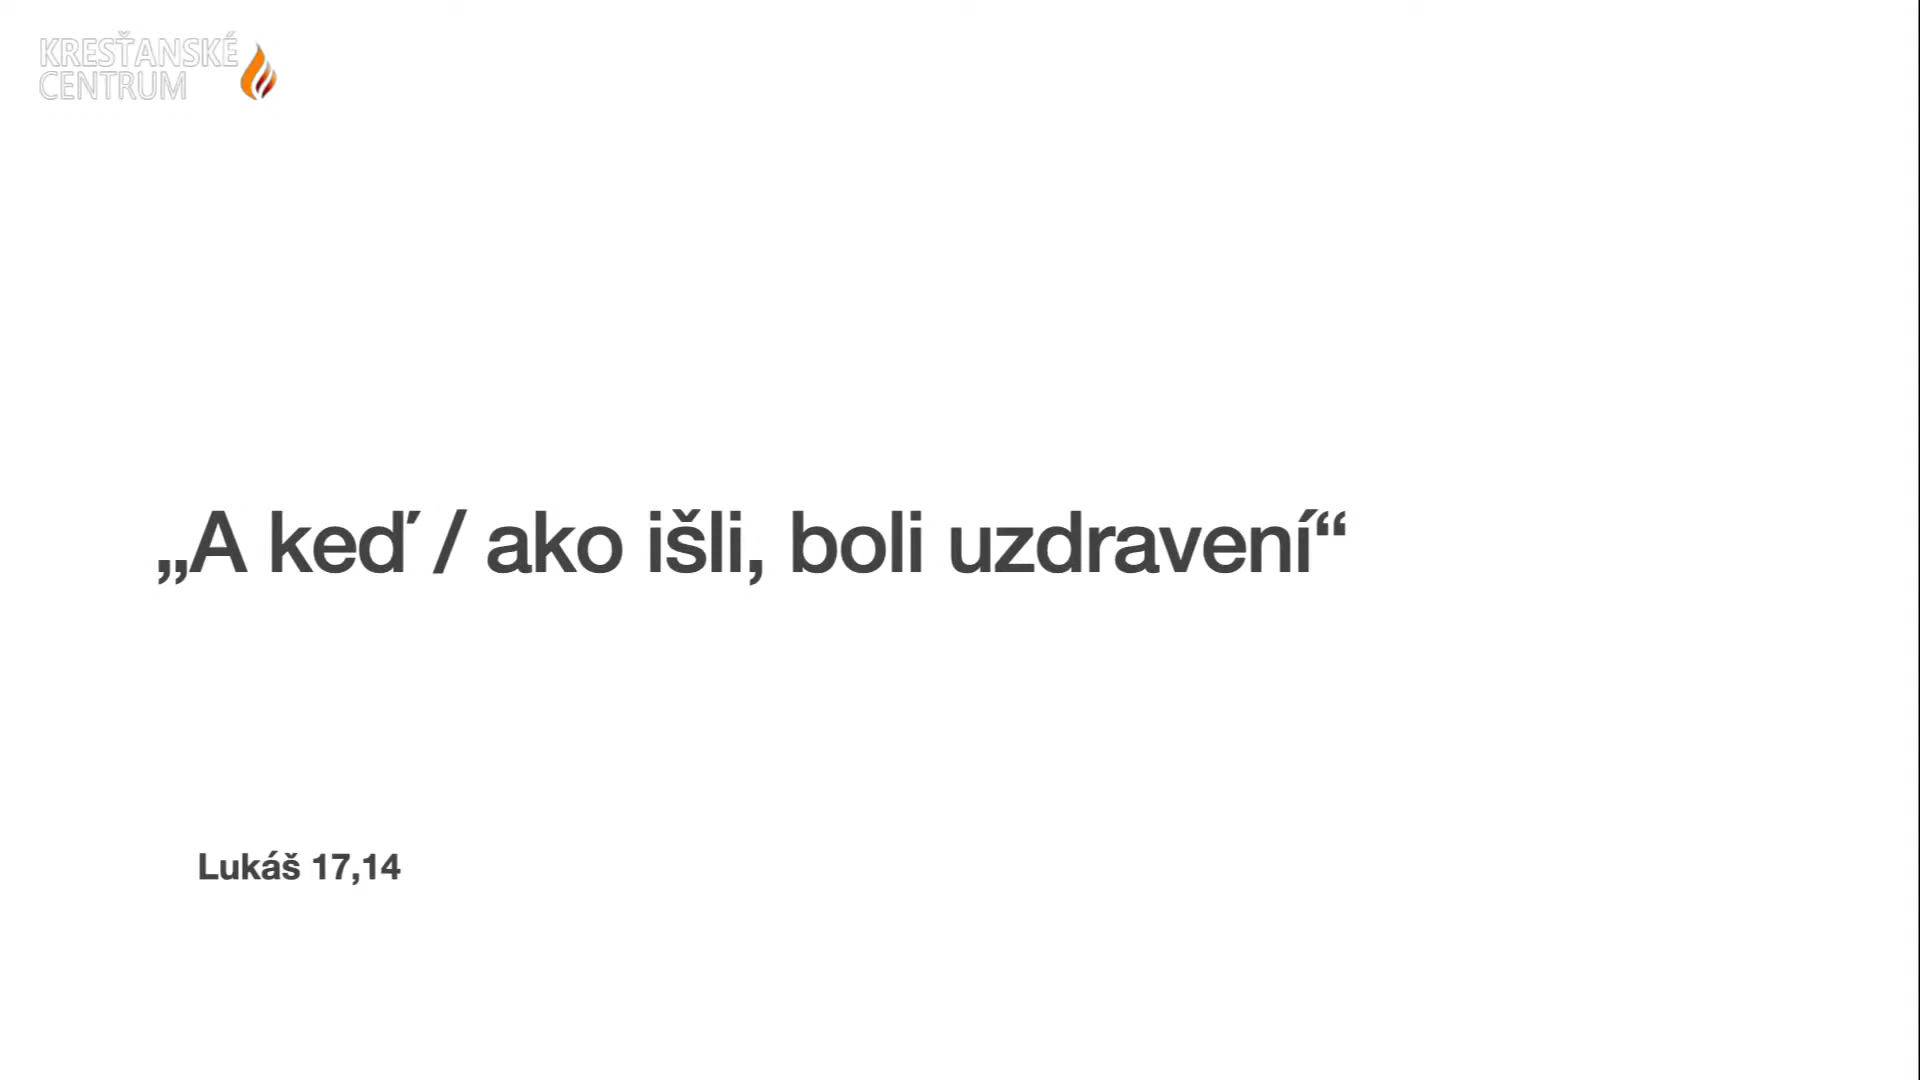 KRESŤANSKÉ
CENTRUM
„A keď / ako išli, boli uzdravení“
Lukáš 17,14